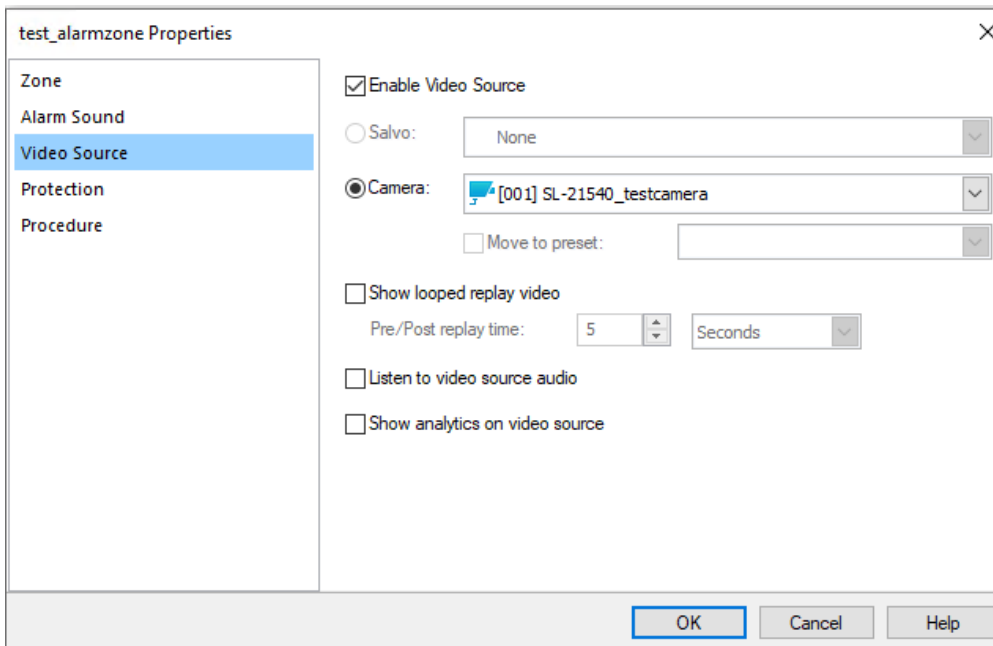 test_alarmzone Properties
Zone
Alarm Sound
Video Source
Protection
Procedure
Enable Video Source
Salvo: None
Camera: [001] SL-21540_testcamera
Move to preset:
Show looped replay video
Pre/Post replay time: 5 Seconds
Listen to video source audio
Show analytics on video source
OK Cancel Help